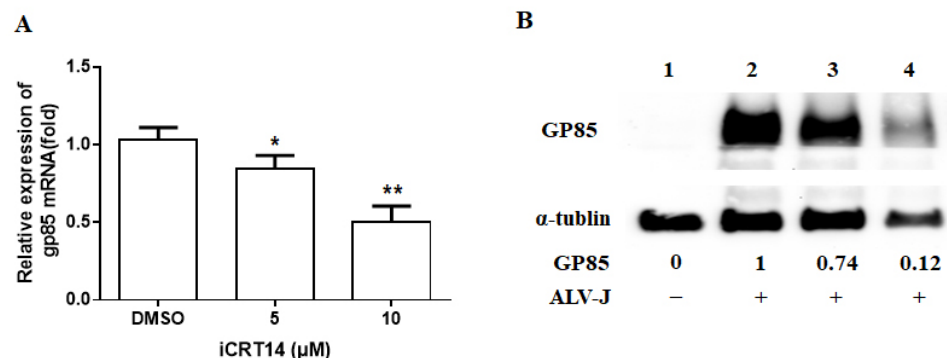 A
Relative expression of
gp85 mRNA(fold)
1.5
1.0
0.5
0.0
*
**
DMSO 5 10
iCRT14 (μM)
B
1 2 3 4
GP85
α-tublin
GP85 0 1 0.74 0.12
ALV-J – + + +